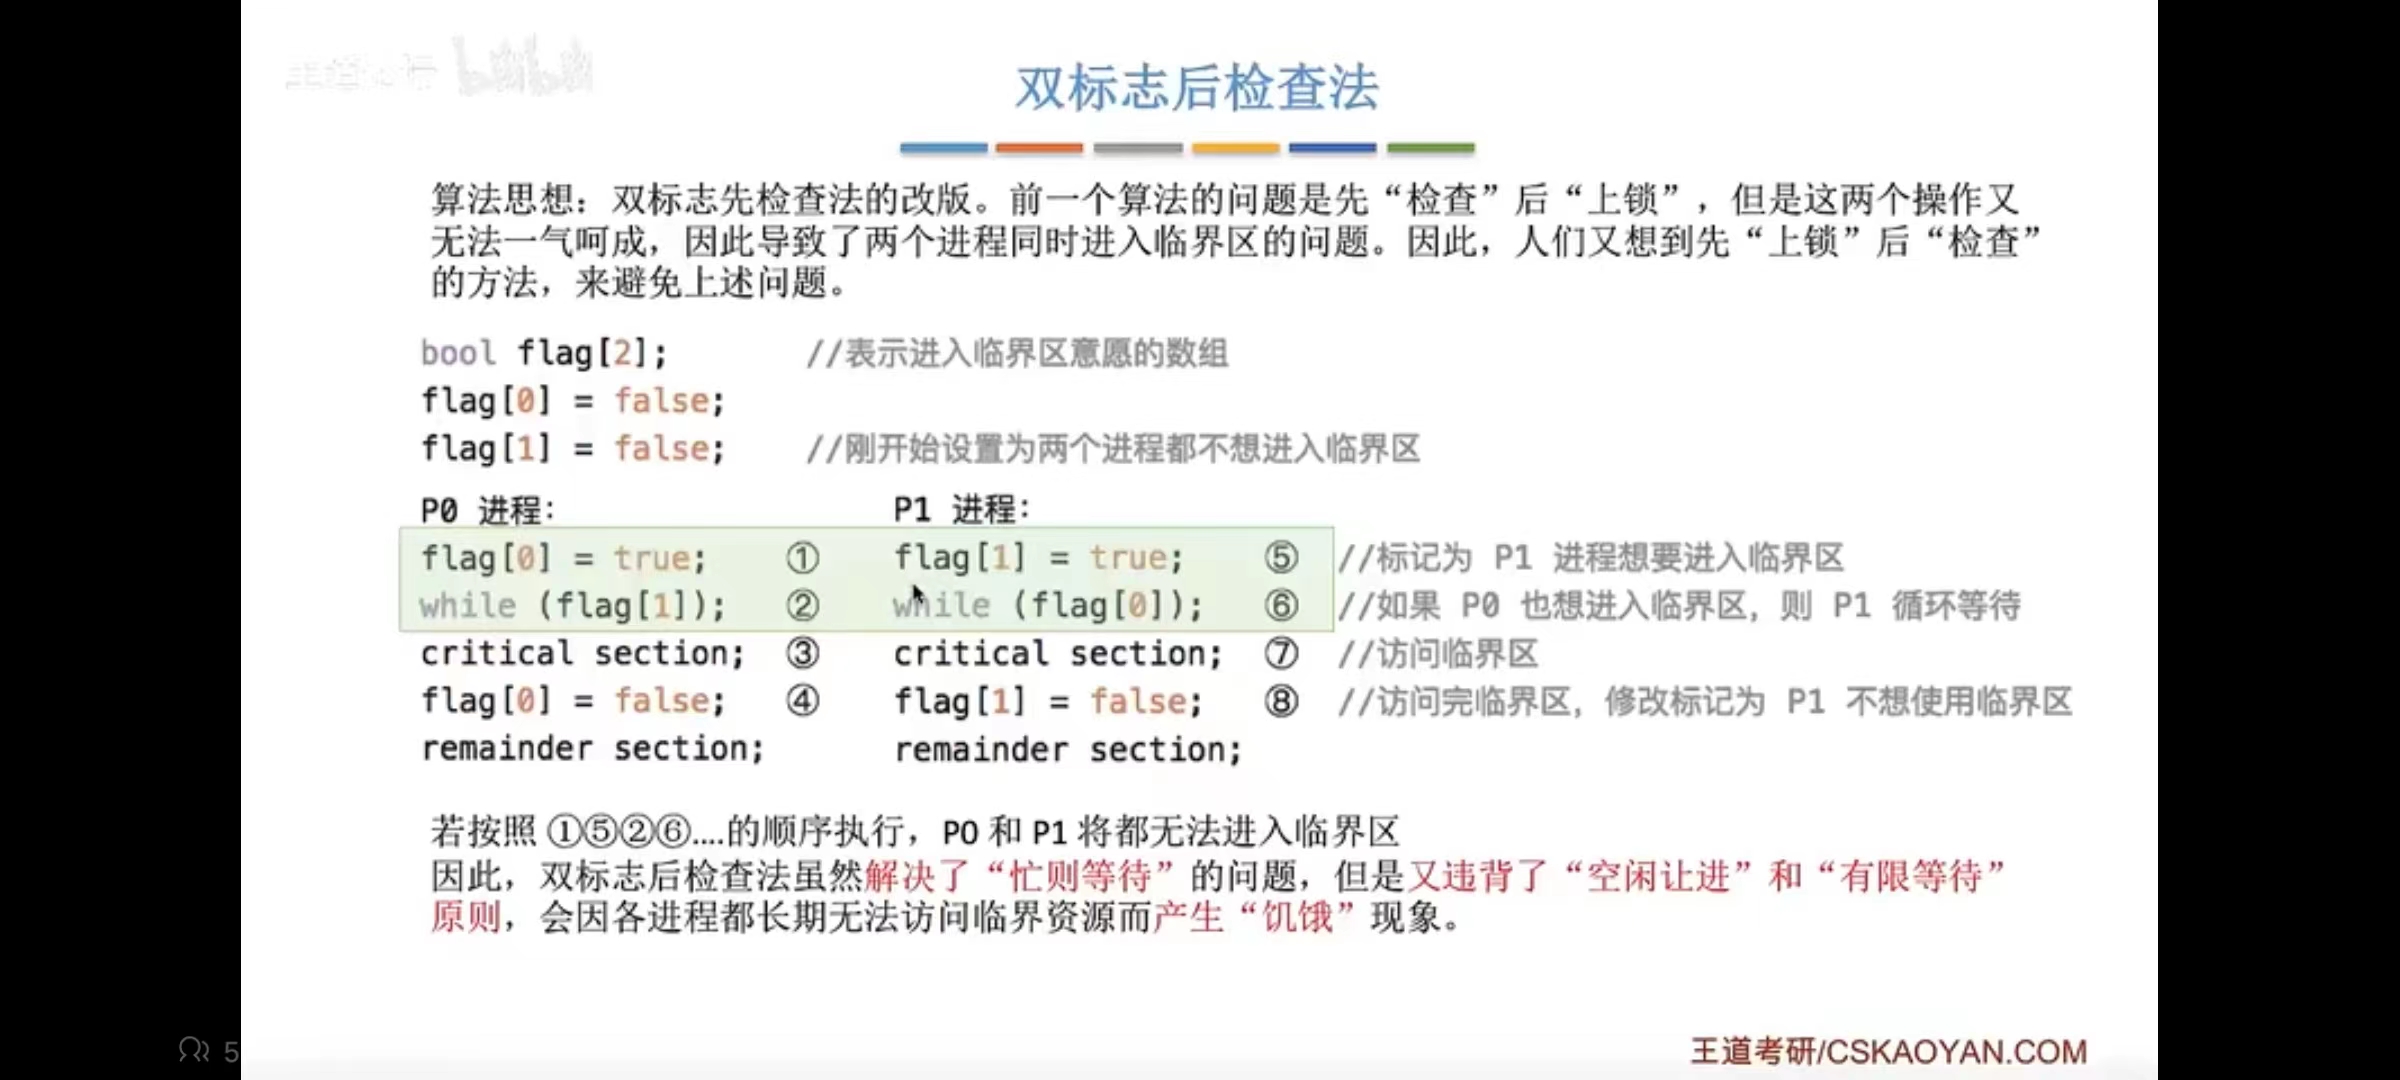 双标志后检查法
算法思想：双标志先检查法的改版。前一个算法的问题是先“检查”后“上锁”，但是这两个操作又
无法一气呵成，因此导致了两个进程同时进入临界区的问题。因此，人们又想到先“上锁”后“检查”
的方法，来避免上述问题。
bool flag[2]; //表示进入临界区意愿的数组
flag[0] = false;
flag[1] = false; //刚开始设置为两个进程都不想进入临界区
P0 进程： P1 进程：
flag[0] = true; ① flag[1] = true; ⑤ //标记为 P1 进程想要进入临界区
while (flag[1]); ② while (flag[0]); ⑥ //如果 P0 也想进入临界区，则 P1 循环等待
critical section; ③ critical section; ⑦ //访问临界区
flag[0] = false; ④ flag[1] = false; ⑧ //访问完临界区，修改标记为 P1 不想使用临界区
remainder section; remainder section;
若按照 ①⑤②⑥....的顺序执行，P0 和 P1 将都无法进入临界区
因此，双标志后检查法虽然解决了“忙则等待”的问题，但是又违背了“空闲让进”和“有限等待”
原则，会因各进程都长期无法访问临界资源而产生“饥饿”现象。
5
王道考研/CSKAOYAN.COM